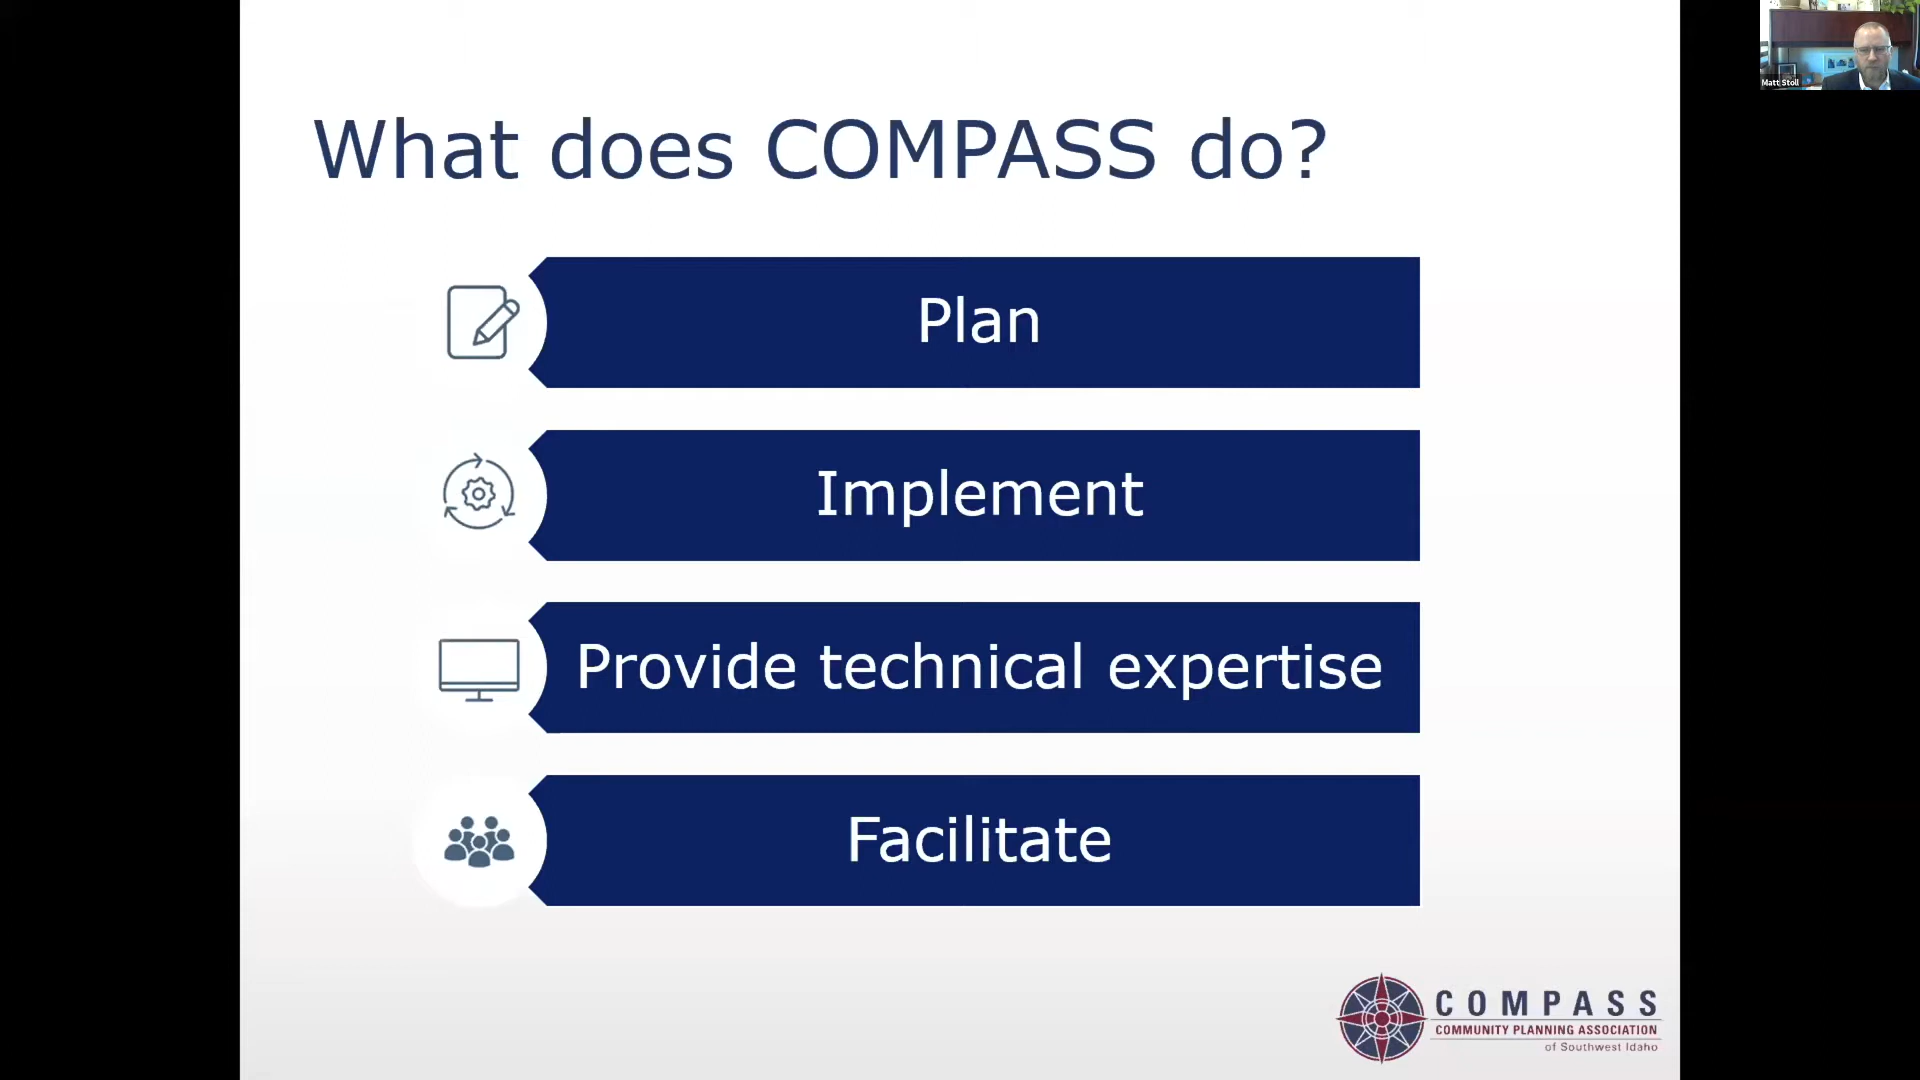 Matt Stoll
What does COMPASS do?
Plan
Implement
Provide technical expertise
Facilitate
COMPASS
COMMUNITY PLANNING ASSOCIATION
of Southwest Idaho